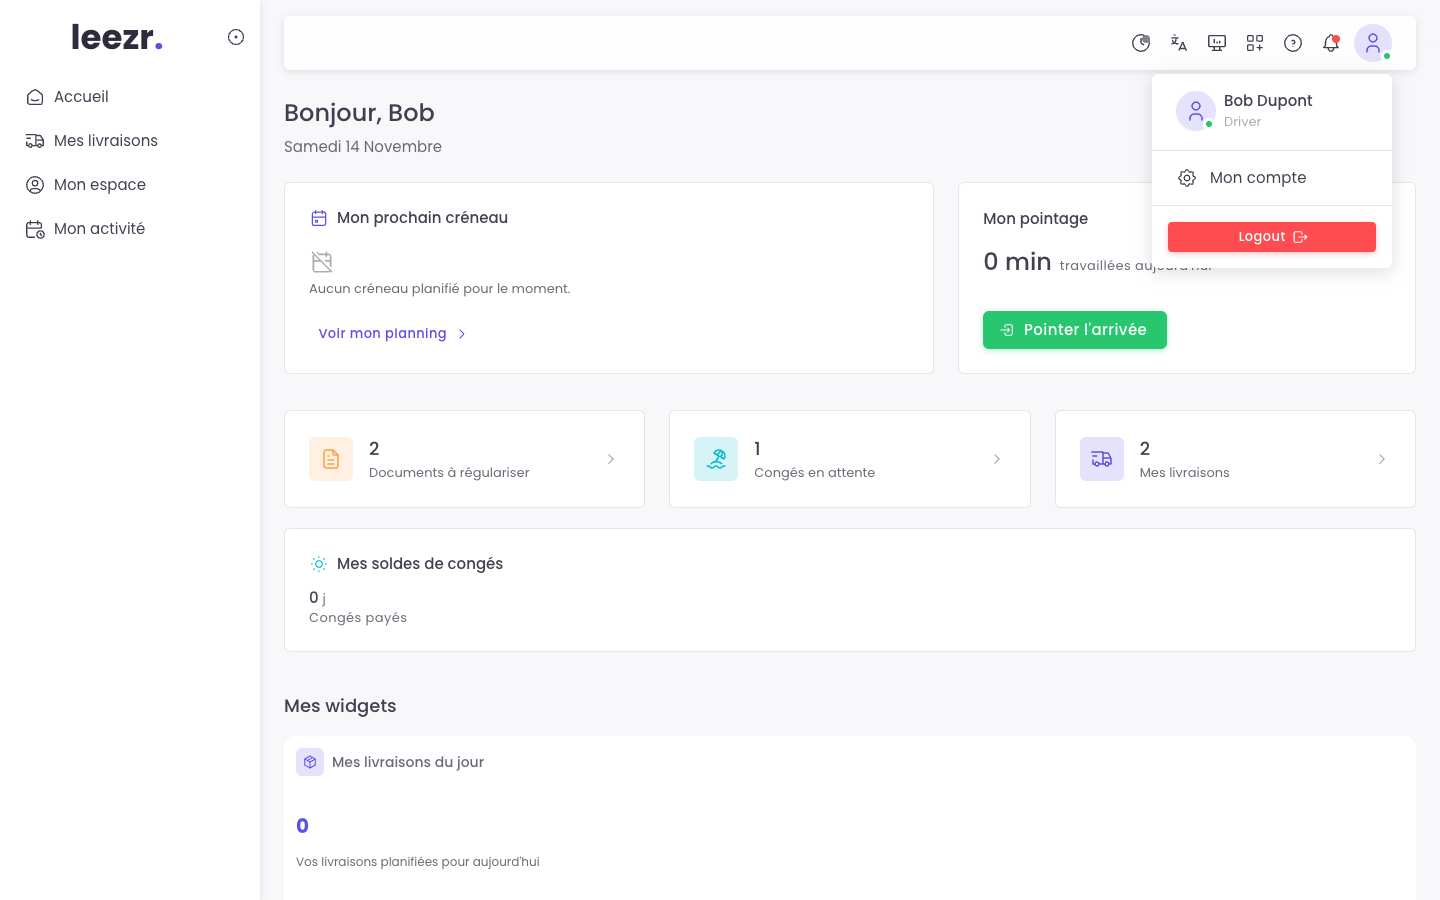 leezr.
Accueil
Mes livraisons
Mon espace
Mon activité
Bonjour, Bob
Samedi 14 Novembre
Bob Dupont
Driver
Mon compte
Logout
Mon prochain créneau
Aucun créneau planifié pour le moment.
Voir mon planning
Mon pointage
0 min travaillées
Pointer l'arrivée
2
Documents à régulariser
1
Congés en attente
2
Mes livraisons
Mes soldes de congés
0 j
Congés payés
Mes widgets
Mes livraisons du jour
0
Vos livraisons planifiées pour aujourd'hui